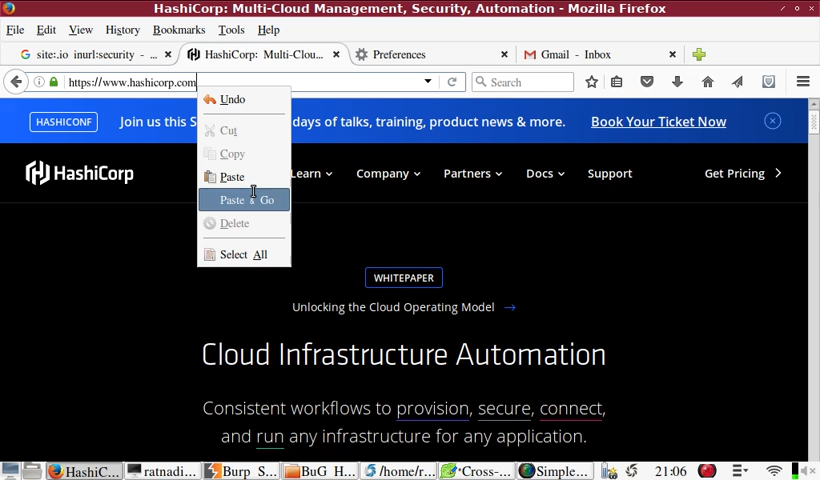 HashiCorp: Multi-Cloud Management, Security, Automation - Mozilla Firefox
File Edit View History Bookmarks Tools Help
site:.io inurl:security - ...
HashiCorp: Multi-Clou...
Preferences
Gmail - Inbox
https://www.hashicorp.com
Search
Undo
Cut
Copy
Paste
Paste & Go
Delete
Select All
HASHICONF
Join us this S
days of talks, training, product news & more.
Book Your Ticket Now
HashiCorp
Learn
Company
Partners
Docs
Support
Get Pricing
WHITEPAPER
Unlocking the Cloud Operating Model →
Cloud Infrastructure Automation
Consistent workflows to provision, secure, connect,
and run any infrastructure for any application.
HashiC...
ratnadi...
Burp S...
BuG H...
/home/r...
*Cross-...
Simple...
21:06